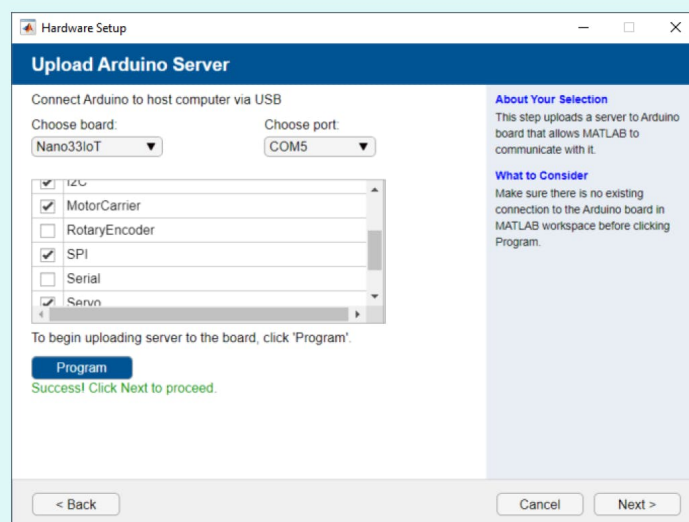 Hardware Setup
Upload Arduino Server
Connect Arduino to host computer via USB
Choose board: Choose port:
Nano33IoT COM5
I2C
MotorCarrier
RotaryEncoder
SPI
Serial
Servo
To begin uploading server to the board, click 'Program'.
Program
Success! Click Next to proceed.
About Your Selection
This step uploads a server to Arduino
board that allows MATLAB to
communicate with it.
What to Consider
Make sure there is no existing
connection to the Arduino board in
MATLAB workspace before clicking
Program.
< Back Cancel Next >